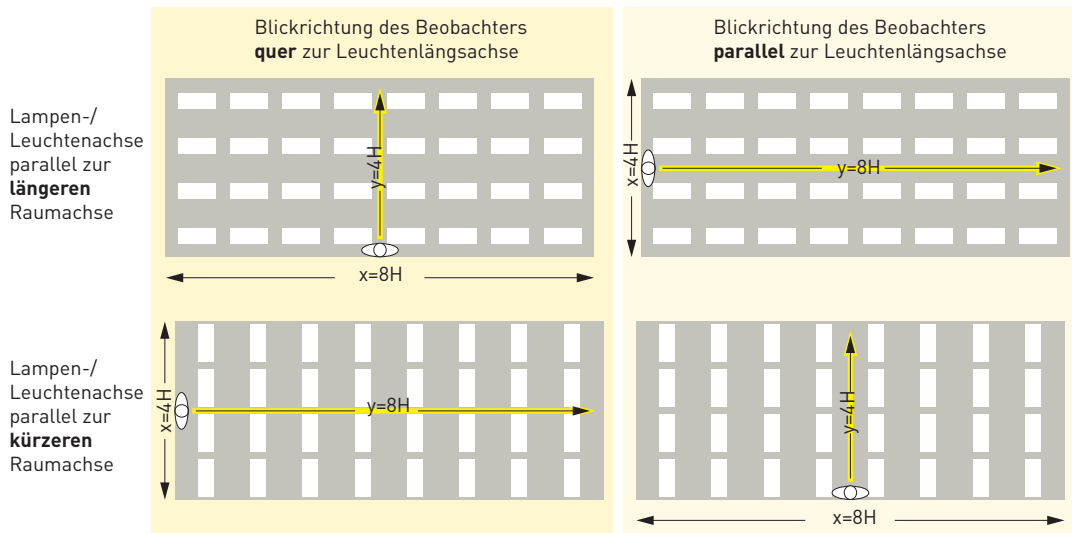 Blickrichtung des Beobachters
quer zur Leuchtenlängsachse
Blickrichtung des Beobachters
parallel zur Leuchtenlängsachse
Lampen-/
Leuchtenachse
parallel zur
längeren
Raumachse
y=4H
x=8H
x=4H
y=8H
Lampen-/
Leuchtenachse
parallel zur
kürzeren
Raumachse
x=4H
y=8H
y=4H
x=8H